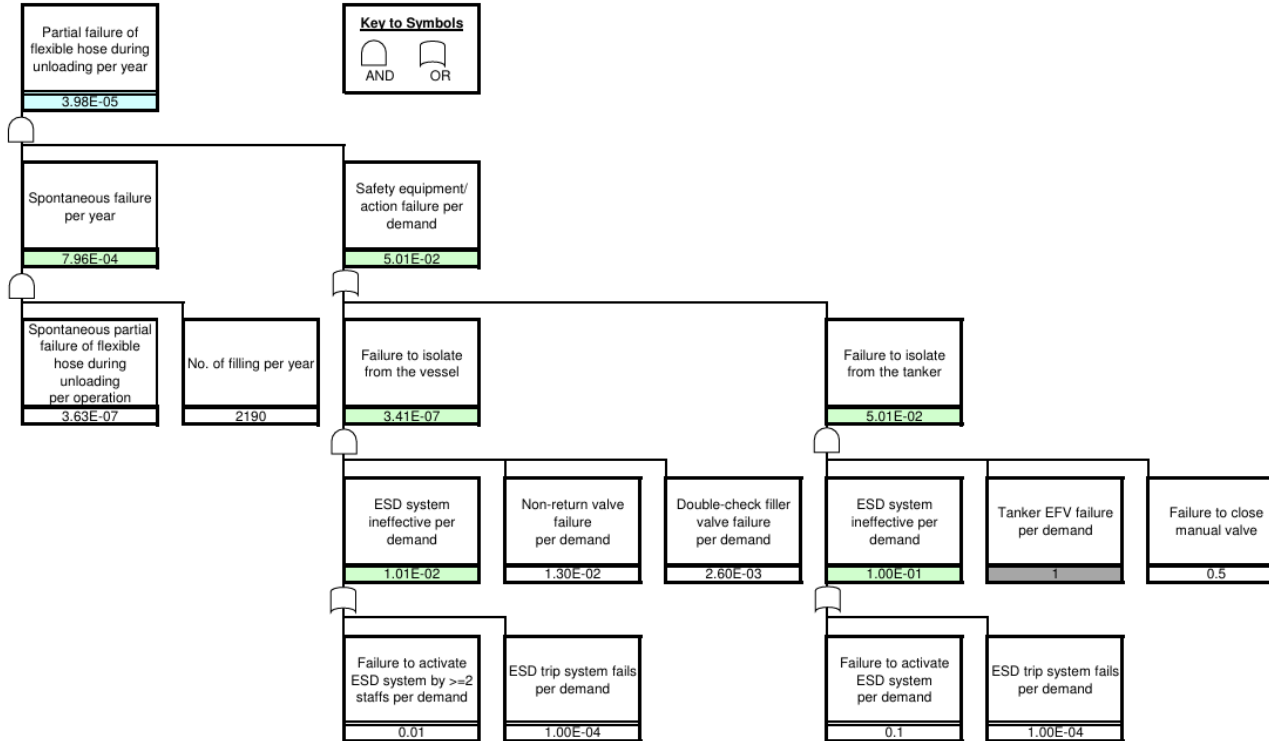 Partial failure of
flexible hose during
unloading per year
3.98E-05
Key to Symbols
AND
OR
Spontaneous failure
per year
7.96E-04
Safety equipment/
action failure per
demand
5.01E-02
Spontaneous partial
failure of flexible
hose during
unloading
per operation
3.63E-07
No. of filling per year
2190
Failure to isolate
from the vessel
3.41E-07
Failure to isolate
from the tanker
5.01E-02
ESD system
ineffective per
demand
1.01E-02
Non-return valve
failure
per demand
1.30E-02
Double-check filler
valve failure
per demand
2.60E-03
ESD system
ineffective per
demand
1.00E-01
Tanker EFV failure
per demand
1
Failure to close
manual valve
0.5
Failure to activate
ESD system by >=2
staffs per demand
0.01
ESD trip system fails
per demand
1.00E-04
Failure to activate
ESD system
per demand
0.1
ESD trip system fails
per demand
1.00E-04